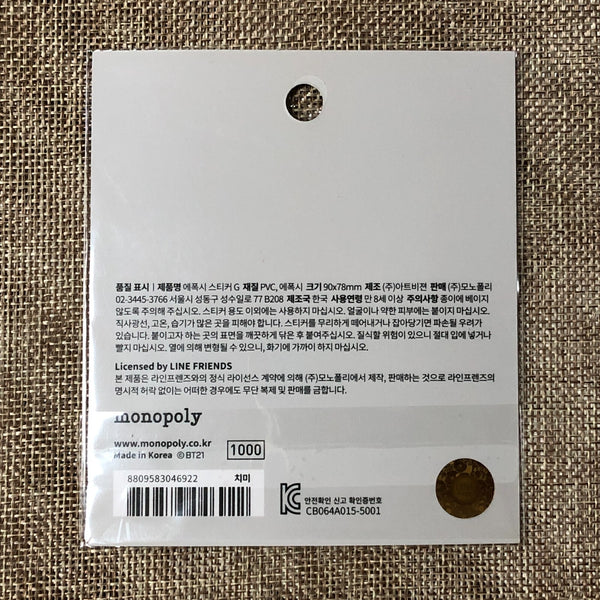 품질 표시 | 제품명 에폭시 스티커 G 재질 PVC, 에폭시 크기 90x78mm 제조 (주)아트비젼 판매 (주)모노폴리
02-3445-3766 서울시 성동구 성수일로 77 B208 제조국 한국 사용연령 만 8세 이상 주의사항 종이에 베이지
않도록 주의해 주십시오. 스티커 용도 이외에는 사용하지 마십시오. 얼굴이나 약한 피부에는 붙이지 마십시오.
직사광선, 고온, 습기가 많은 곳을 피해야 합니다. 스티커를 무리하게 떼어내거나 잡아당기면 파손될 우려가
있습니다. 붙이고자 하는 곳의 표면을 깨끗하게 닦은 후 붙여주십시오. 질식할 위험이 있으니 절대 입에 넣거나
빨지 마십시오. 열에 의해 변형될 수 있으니, 화기에 가까이 하지 마십시오.
Licensed by LINE FRIENDS
본 제품은 라인프렌즈와의 정식 라이선스 계약에 의해 (주)모노폴리에서 제작, 판매하는 것으로 라인프렌즈의
명시적 허락 없이는 어떠한 경우에도 무단 복제 및 판매를 금합니다.
monopoly
www.monopoly.co.kr
Made in Korea ©BT21
1000
8809583046922 치미
안전확인 신고 확인증번호
CB064A015-5001